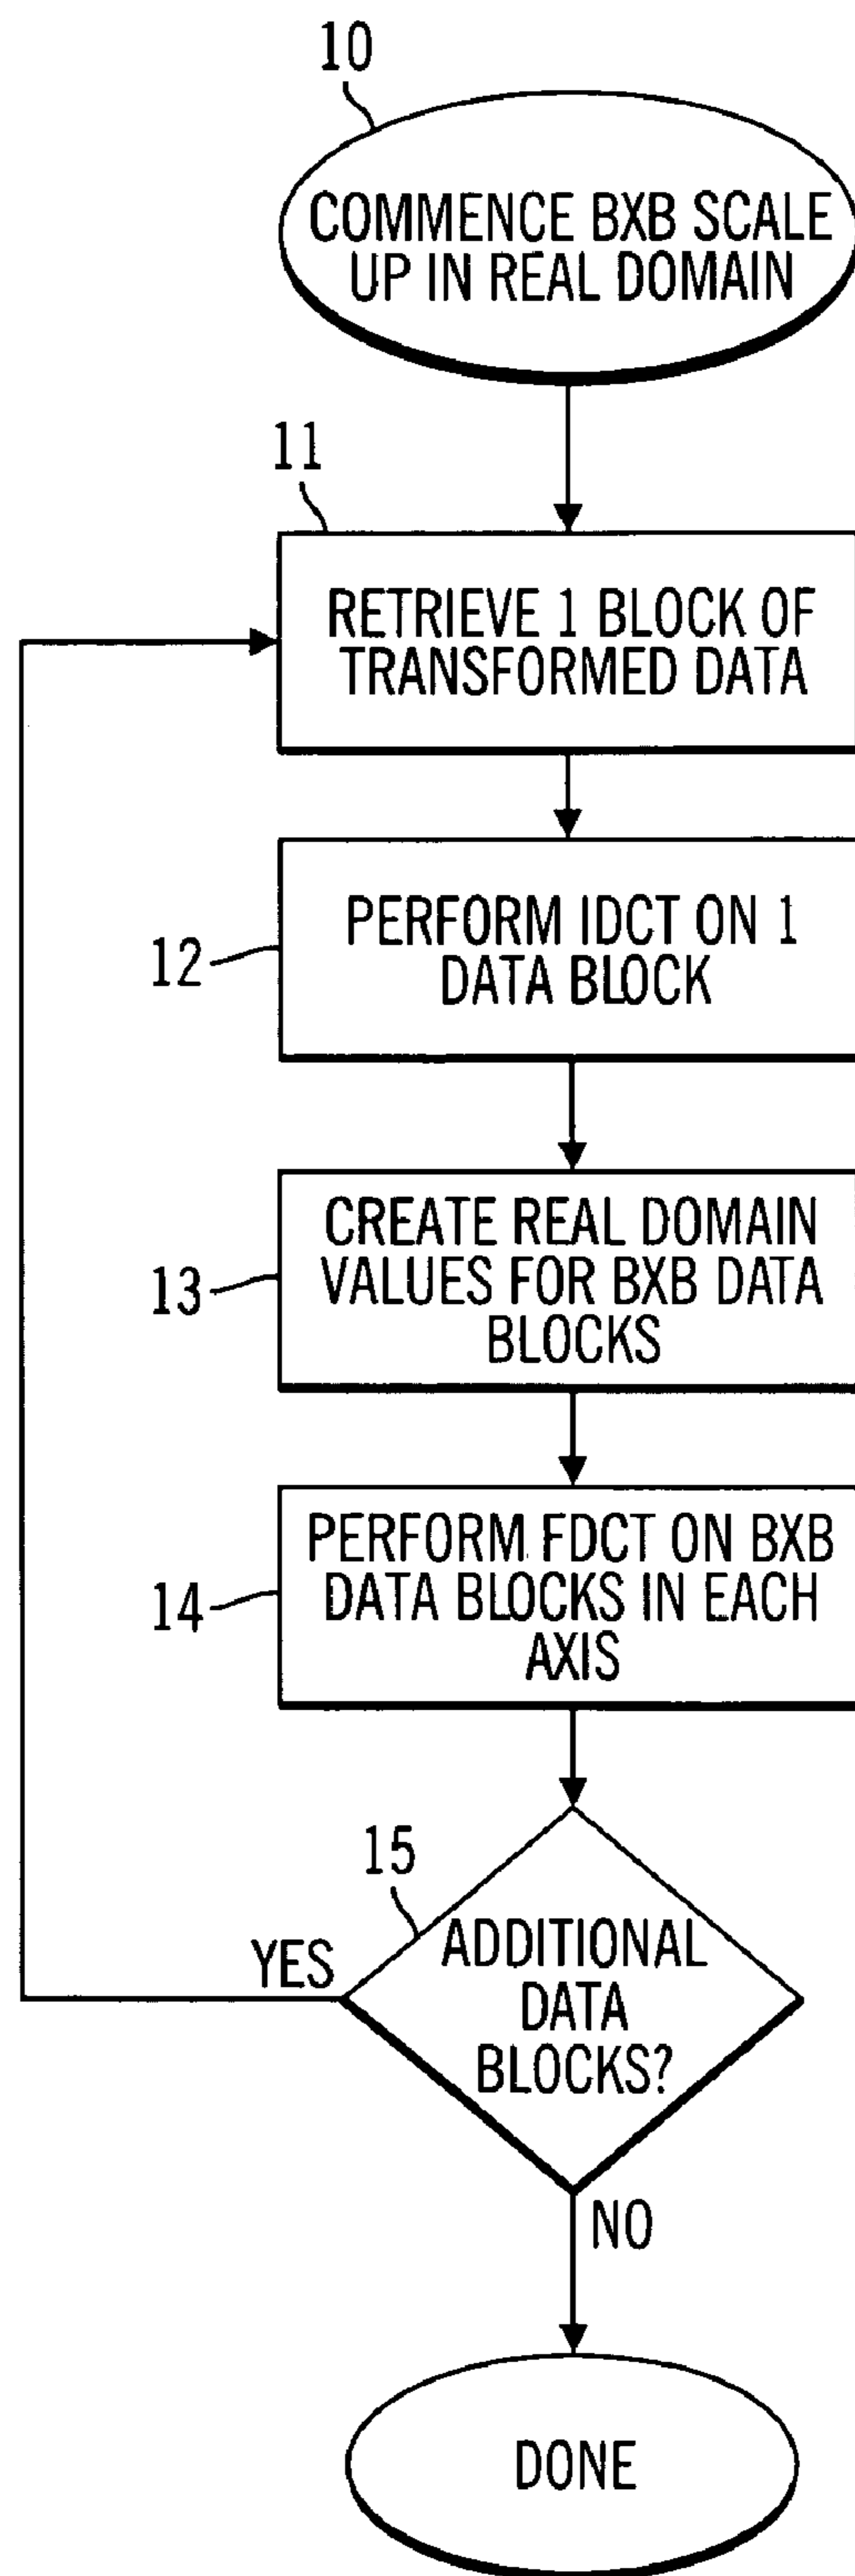 10
COMMENCE BXB SCALE
UP IN REAL DOMAIN
11
RETRIEVE 1 BLOCK OF
TRANSFORMED DATA
12
PERFORM IDCT ON 1
DATA BLOCK
13
CREATE REAL DOMAIN
VALUES FOR BXB DATA
BLOCKS
14
PERFORM FDCT ON BXB
DATA BLOCKS IN EACH
AXIS
15
YES
ADDITIONAL
DATA
BLOCKS?
NO
DONE